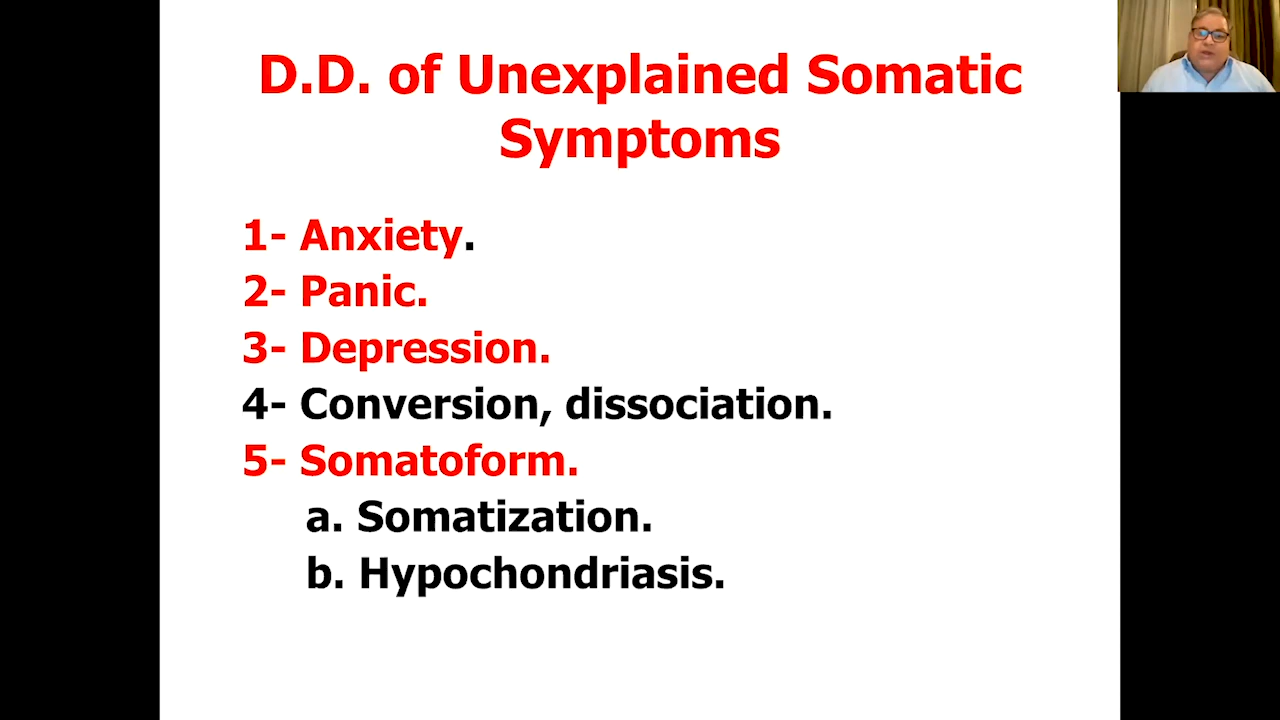 D.D. of Unexplained Somatic
Symptoms
1- Anxiety.
2- Panic.
3- Depression.
4- Conversion, dissociation.
5- Somatoform.
a. Somatization.
b. Hypochondriasis.